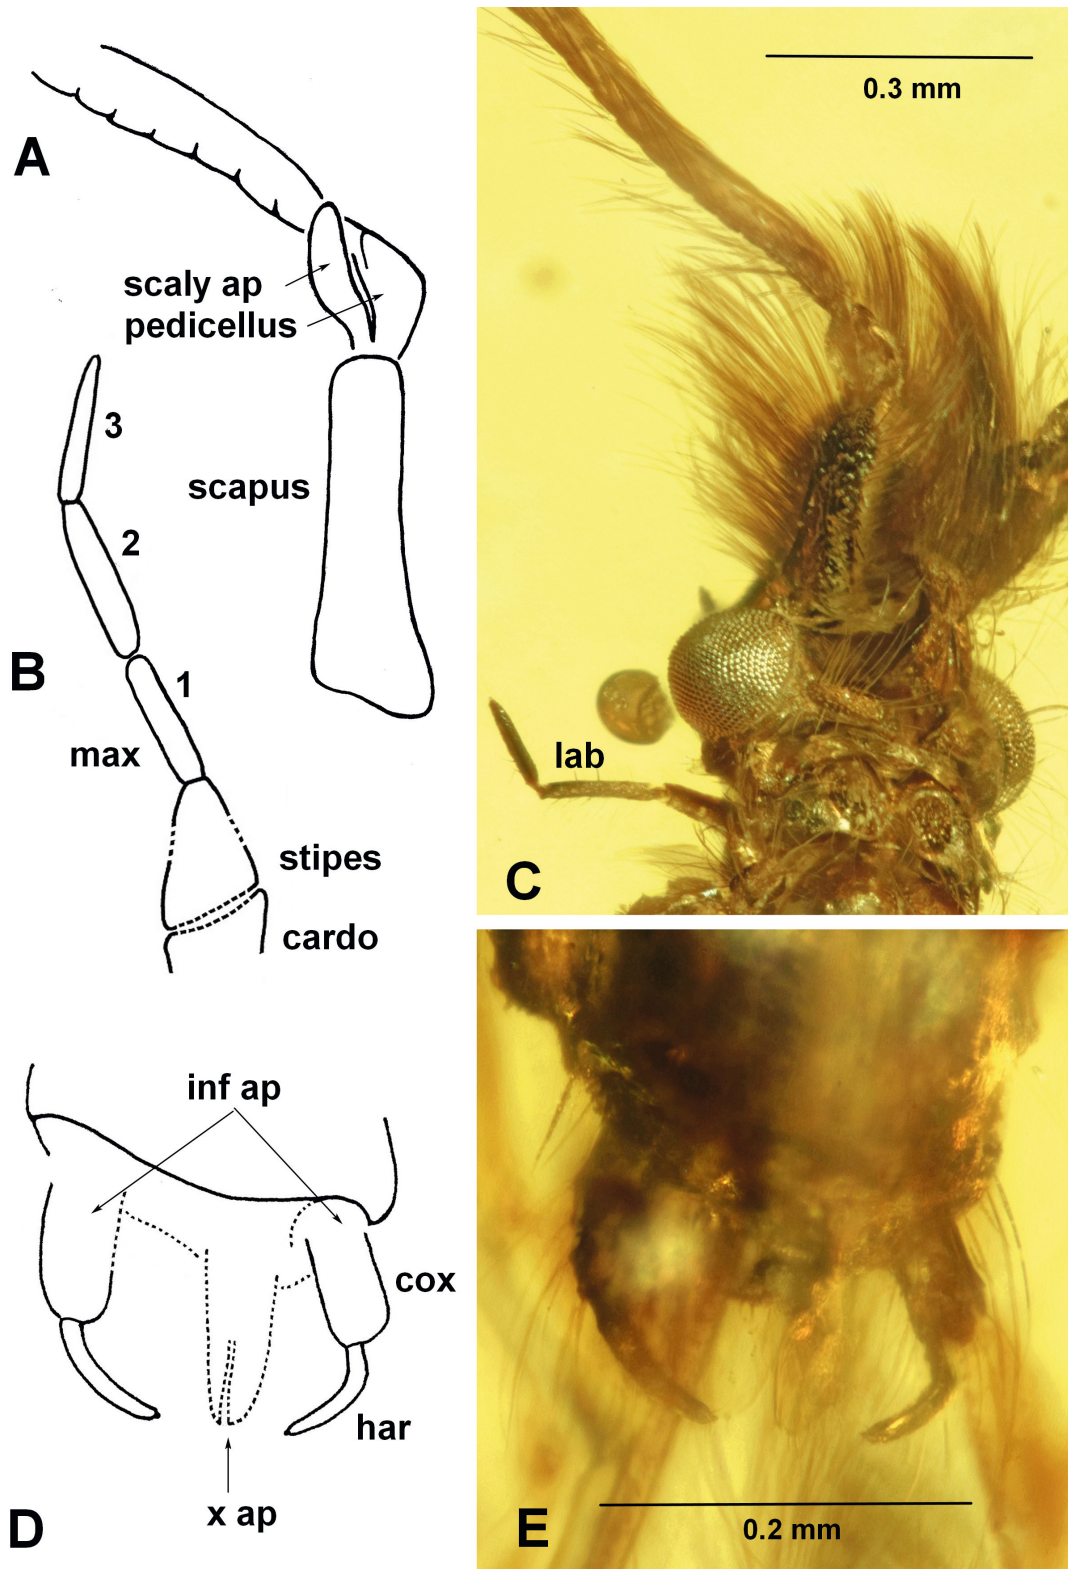 A
scaly ap
pedicellus
scapus
3
2
1
B
max
stipes
cardo
0.3 mm
lab
C
inf ap
cox
har
x ap
D
E
0.2 mm